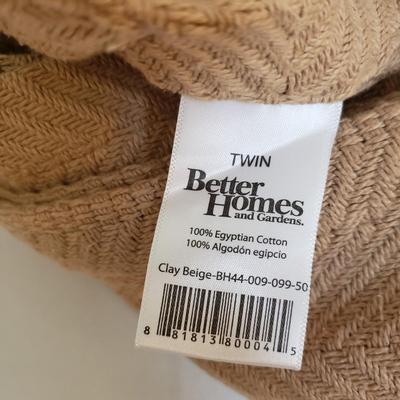 TWIN
Better
Homes
and Gardens.
100% Egyptian Cotton
100% Algodón egipcio
Clay Beige-BH44-009-099-50
8 81813 80004 5